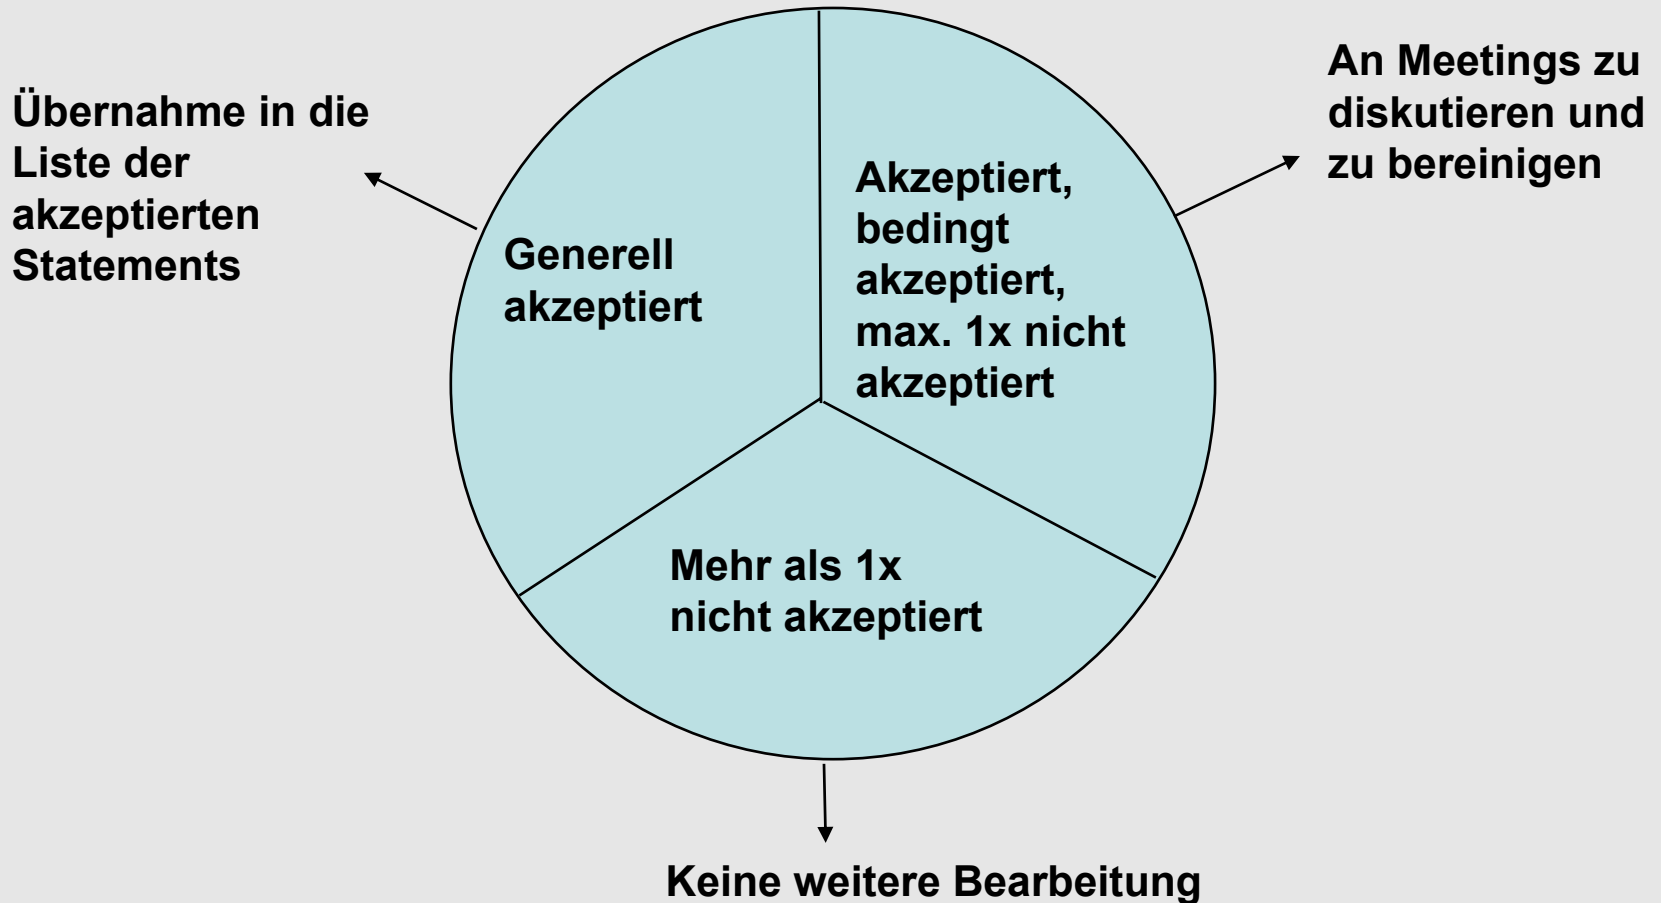 Übernahme in die
Liste der
akzeptierten
Statements
Generell
akzeptiert
Akzeptiert,
bedingt
akzeptiert,
max. 1x nicht
akzeptiert
An Meetings zu
diskutieren und
zu bereinigen
Mehr als 1x
nicht akzeptiert
Keine weitere Bearbeitung